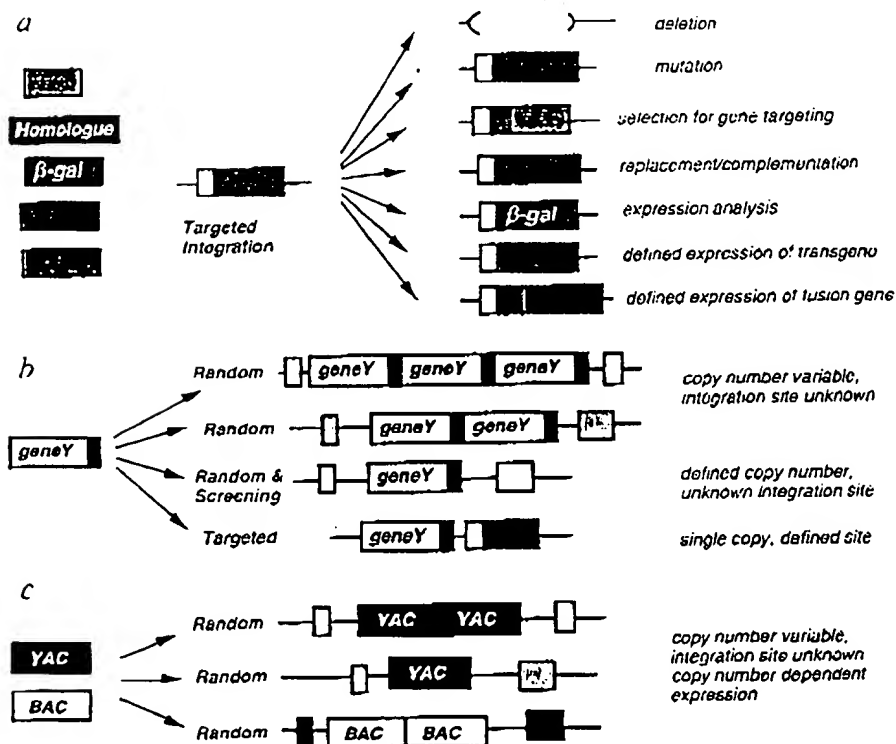 a
deletion
mutation
selection for gene targeting
Homologue
β-gal
replacment/complemuntation
Targeted
Integration
β-gal
expression analysis
defined expression of transgenu
defined expression of fusion gene
b
Random
geneY geneY geneY
copy number variable,
integration site unknown
geneY
Random
geneY geneY
Random &
Screening
geneY
defined copy number,
unknown integration site
Targeted
geneY
single copy, defined site
c
Random
YAC YAC
copy number variable,
integration site unknown
copy number dependent
expression
YAC
Random
YAC
BAC
Random
BAC BAC